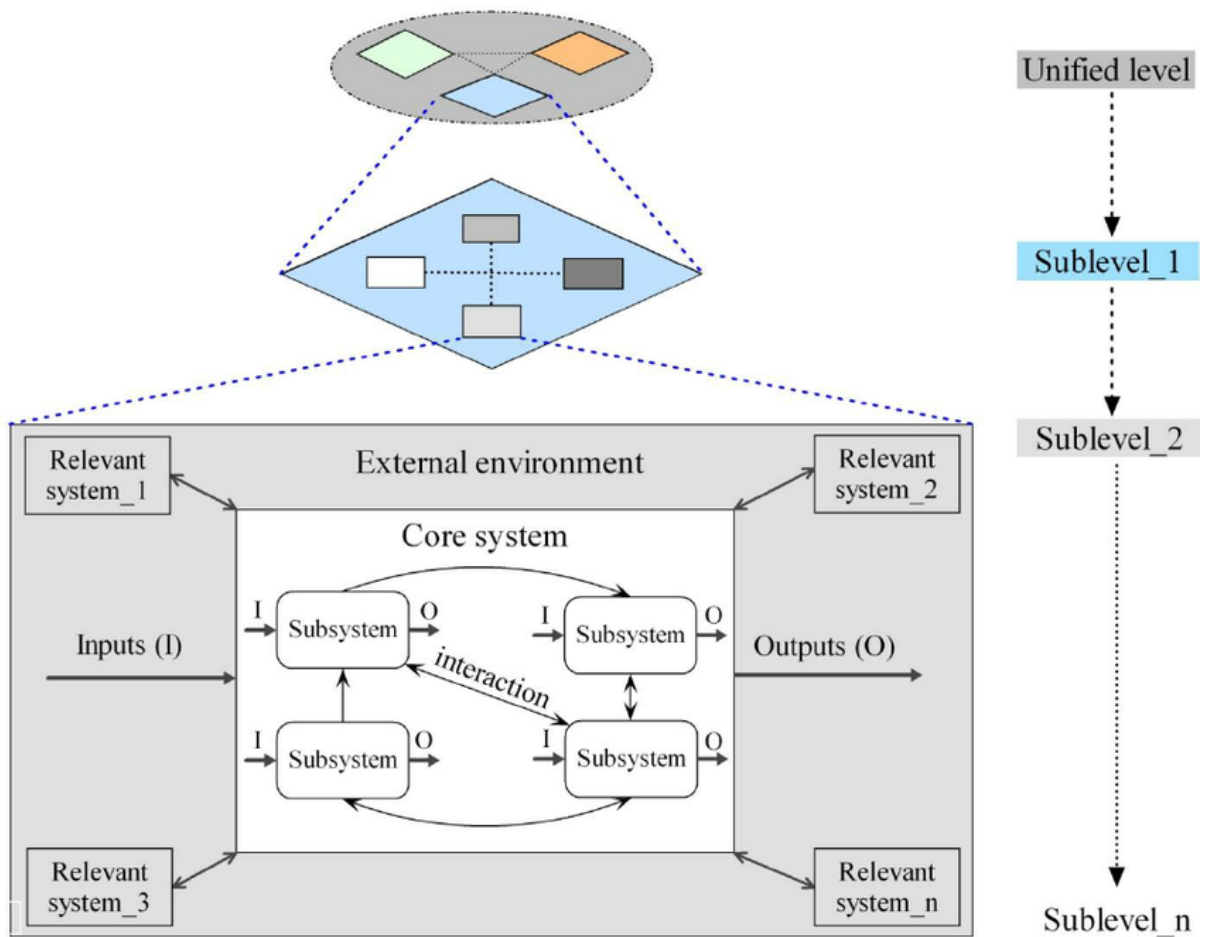 Unified level
Sublevel_1
Sublevel_2
Relevant
system_1
External environment
Relevant
system_2
Core system
I
Subsystem
O
I
Subsystem
O
Inputs (I)
interaction
Outputs (O)
I
Subsystem
O
I
Subsystem
O
Relevant
system_3
Relevant
system_n
Sublevel_n